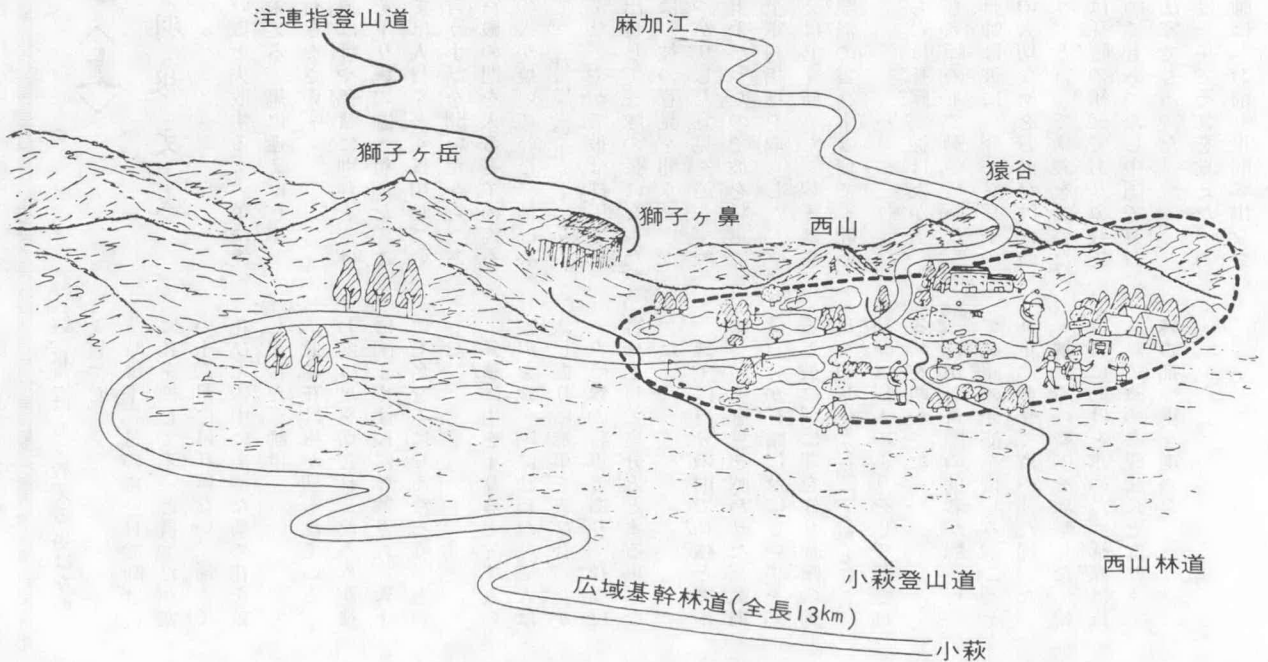 注連指登山道
麻加江
獅子ヶ岳
猿谷
獅子ヶ鼻
西山
小萩登山道
西山林道
広域基幹林道(全長13km)
小萩